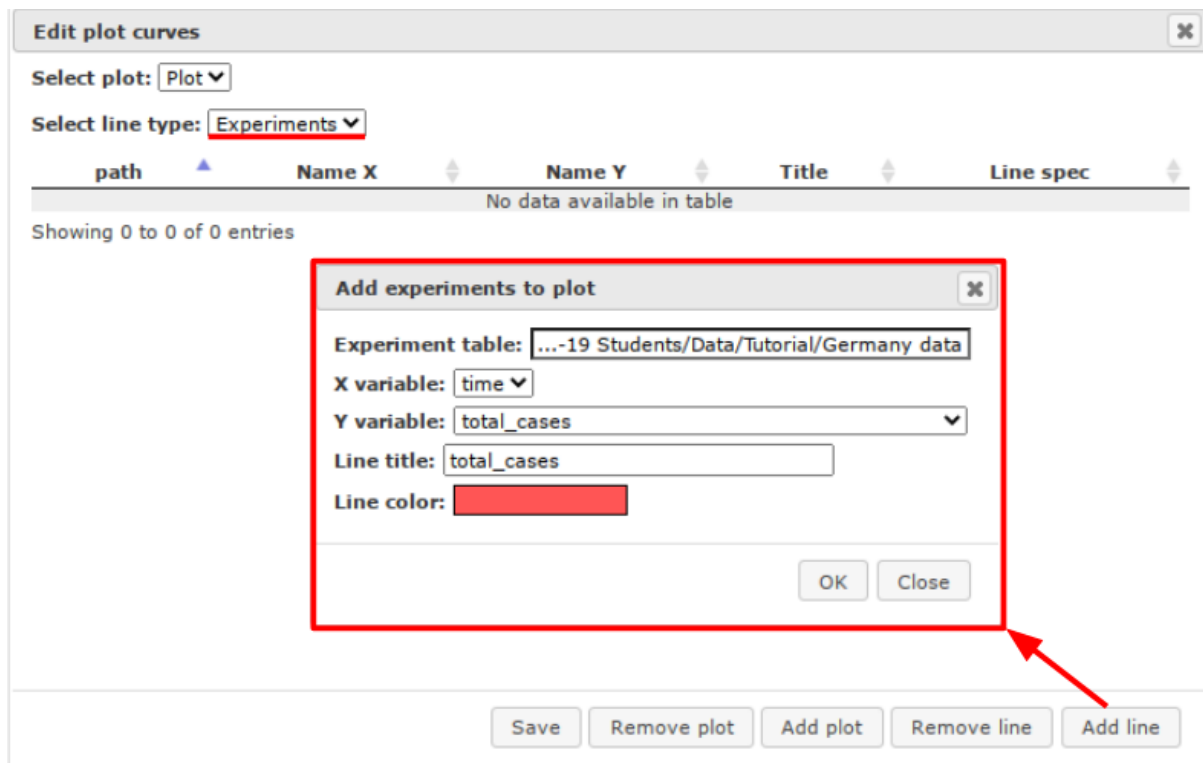 Edit plot curves
Select plot: Plot
Select line type: Experiments
path Name X Name Y Title Line spec
No data available in table
Showing 0 to 0 of 0 entries
Add experiments to plot
Experiment table: ...-19 Students/Data/Tutorial/Germany data
X variable: time
Y variable: total_cases
Line title: total_cases
Line color:
OK Close
Save Remove plot Add plot Remove line Add line